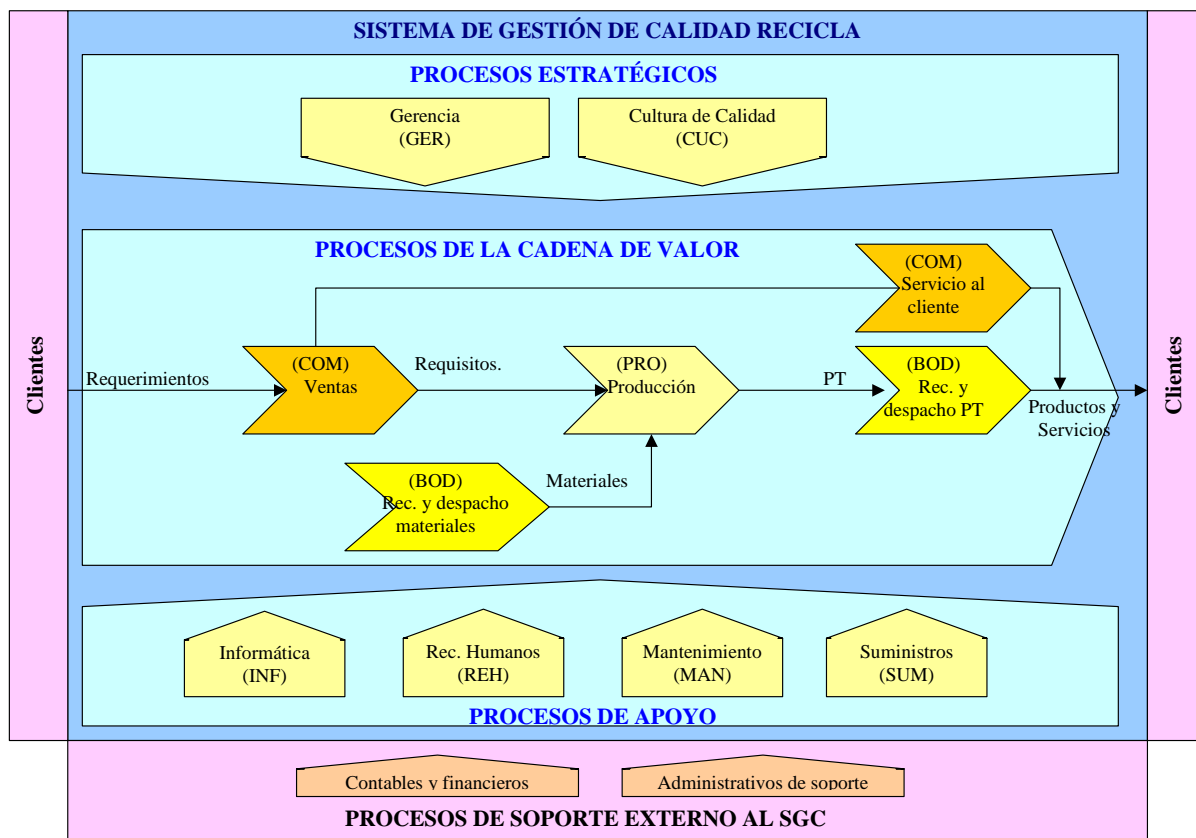 SISTEMA DE GESTIÓN DE CALIDAD RECICLA
PROCESOS ESTRATÉGICOS
Gerencia
(GER)
Cultura de Calidad
(CUC)
Clientes
PROCESOS DE LA CADENA DE VALOR
(COM)
Servicio al
cliente
Requerimientos
(COM)
Ventas
Requisitos.
(PRO)
Producción
PT
(BOD)
Rec. y
despacho PT
Productos y
Servicios
Clientes
(BOD)
Rec. y despacho
materiales
Materiales
Informática
(INF)
Rec. Humanos
(REH)
Mantenimiento
(MAN)
Suministros
(SUM)
PROCESOS DE APOYO
Contables y financieros
Administrativos de soporte
PROCESOS DE SOPORTE EXTERNO AL SGC